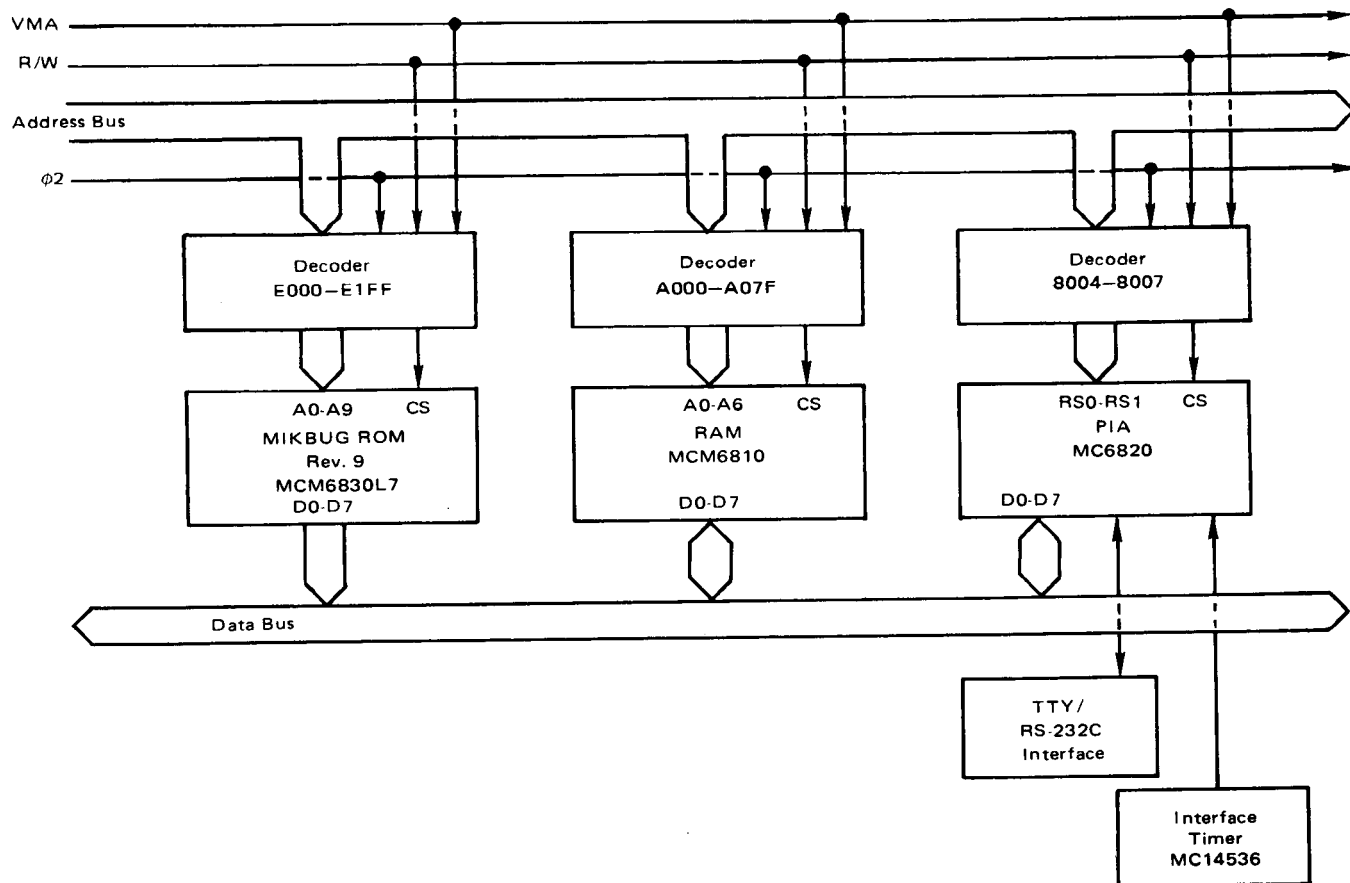 VMA
R/W
Address Bus
φ2
Decoder
E000–E1FF
Decoder
A000–A07F
Decoder
8004–8007
A0-A9 CS
MIKBUG ROM
Rev. 9
MCM6830L7
D0-D7
A0-A6 CS
RAM
MCM6810
D0-D7
RS0-RS1 CS
PIA
MC6820
D0-D7
Data Bus
TTY/
RS-232C
Interface
Interface
Timer
MC14536